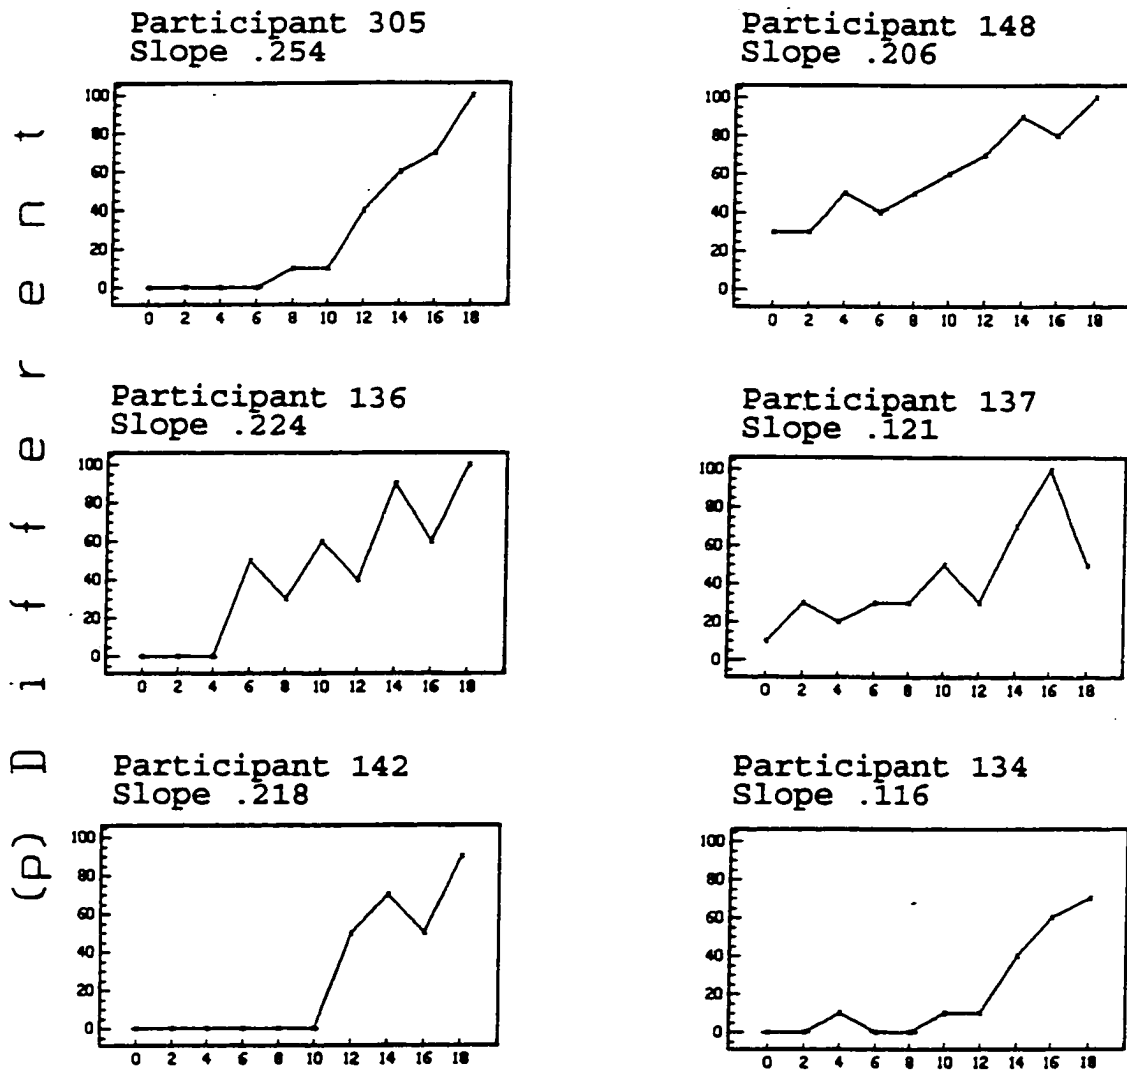 (p) Different
Participant 305
Slope .254
100
80
60
40
20
0
0 2 4 6 8 10 12 14 16 18
Participant 148
Slope .206
100
80
60
40
20
0
0 2 4 6 8 10 12 14 16 18
Participant 136
Slope .224
100
80
60
40
20
0
0 2 4 6 8 10 12 14 16 18
Participant 137
Slope .121
100
80
60
40
20
0
0 2 4 6 8 10 12 14 16 18
Participant 142
Slope .218
100
80
60
40
20
0
0 2 4 6 8 10 12 14 16 18
Participant 134
Slope .116
100
80
60
40
20
0
0 2 4 6 8 10 12 14 16 18